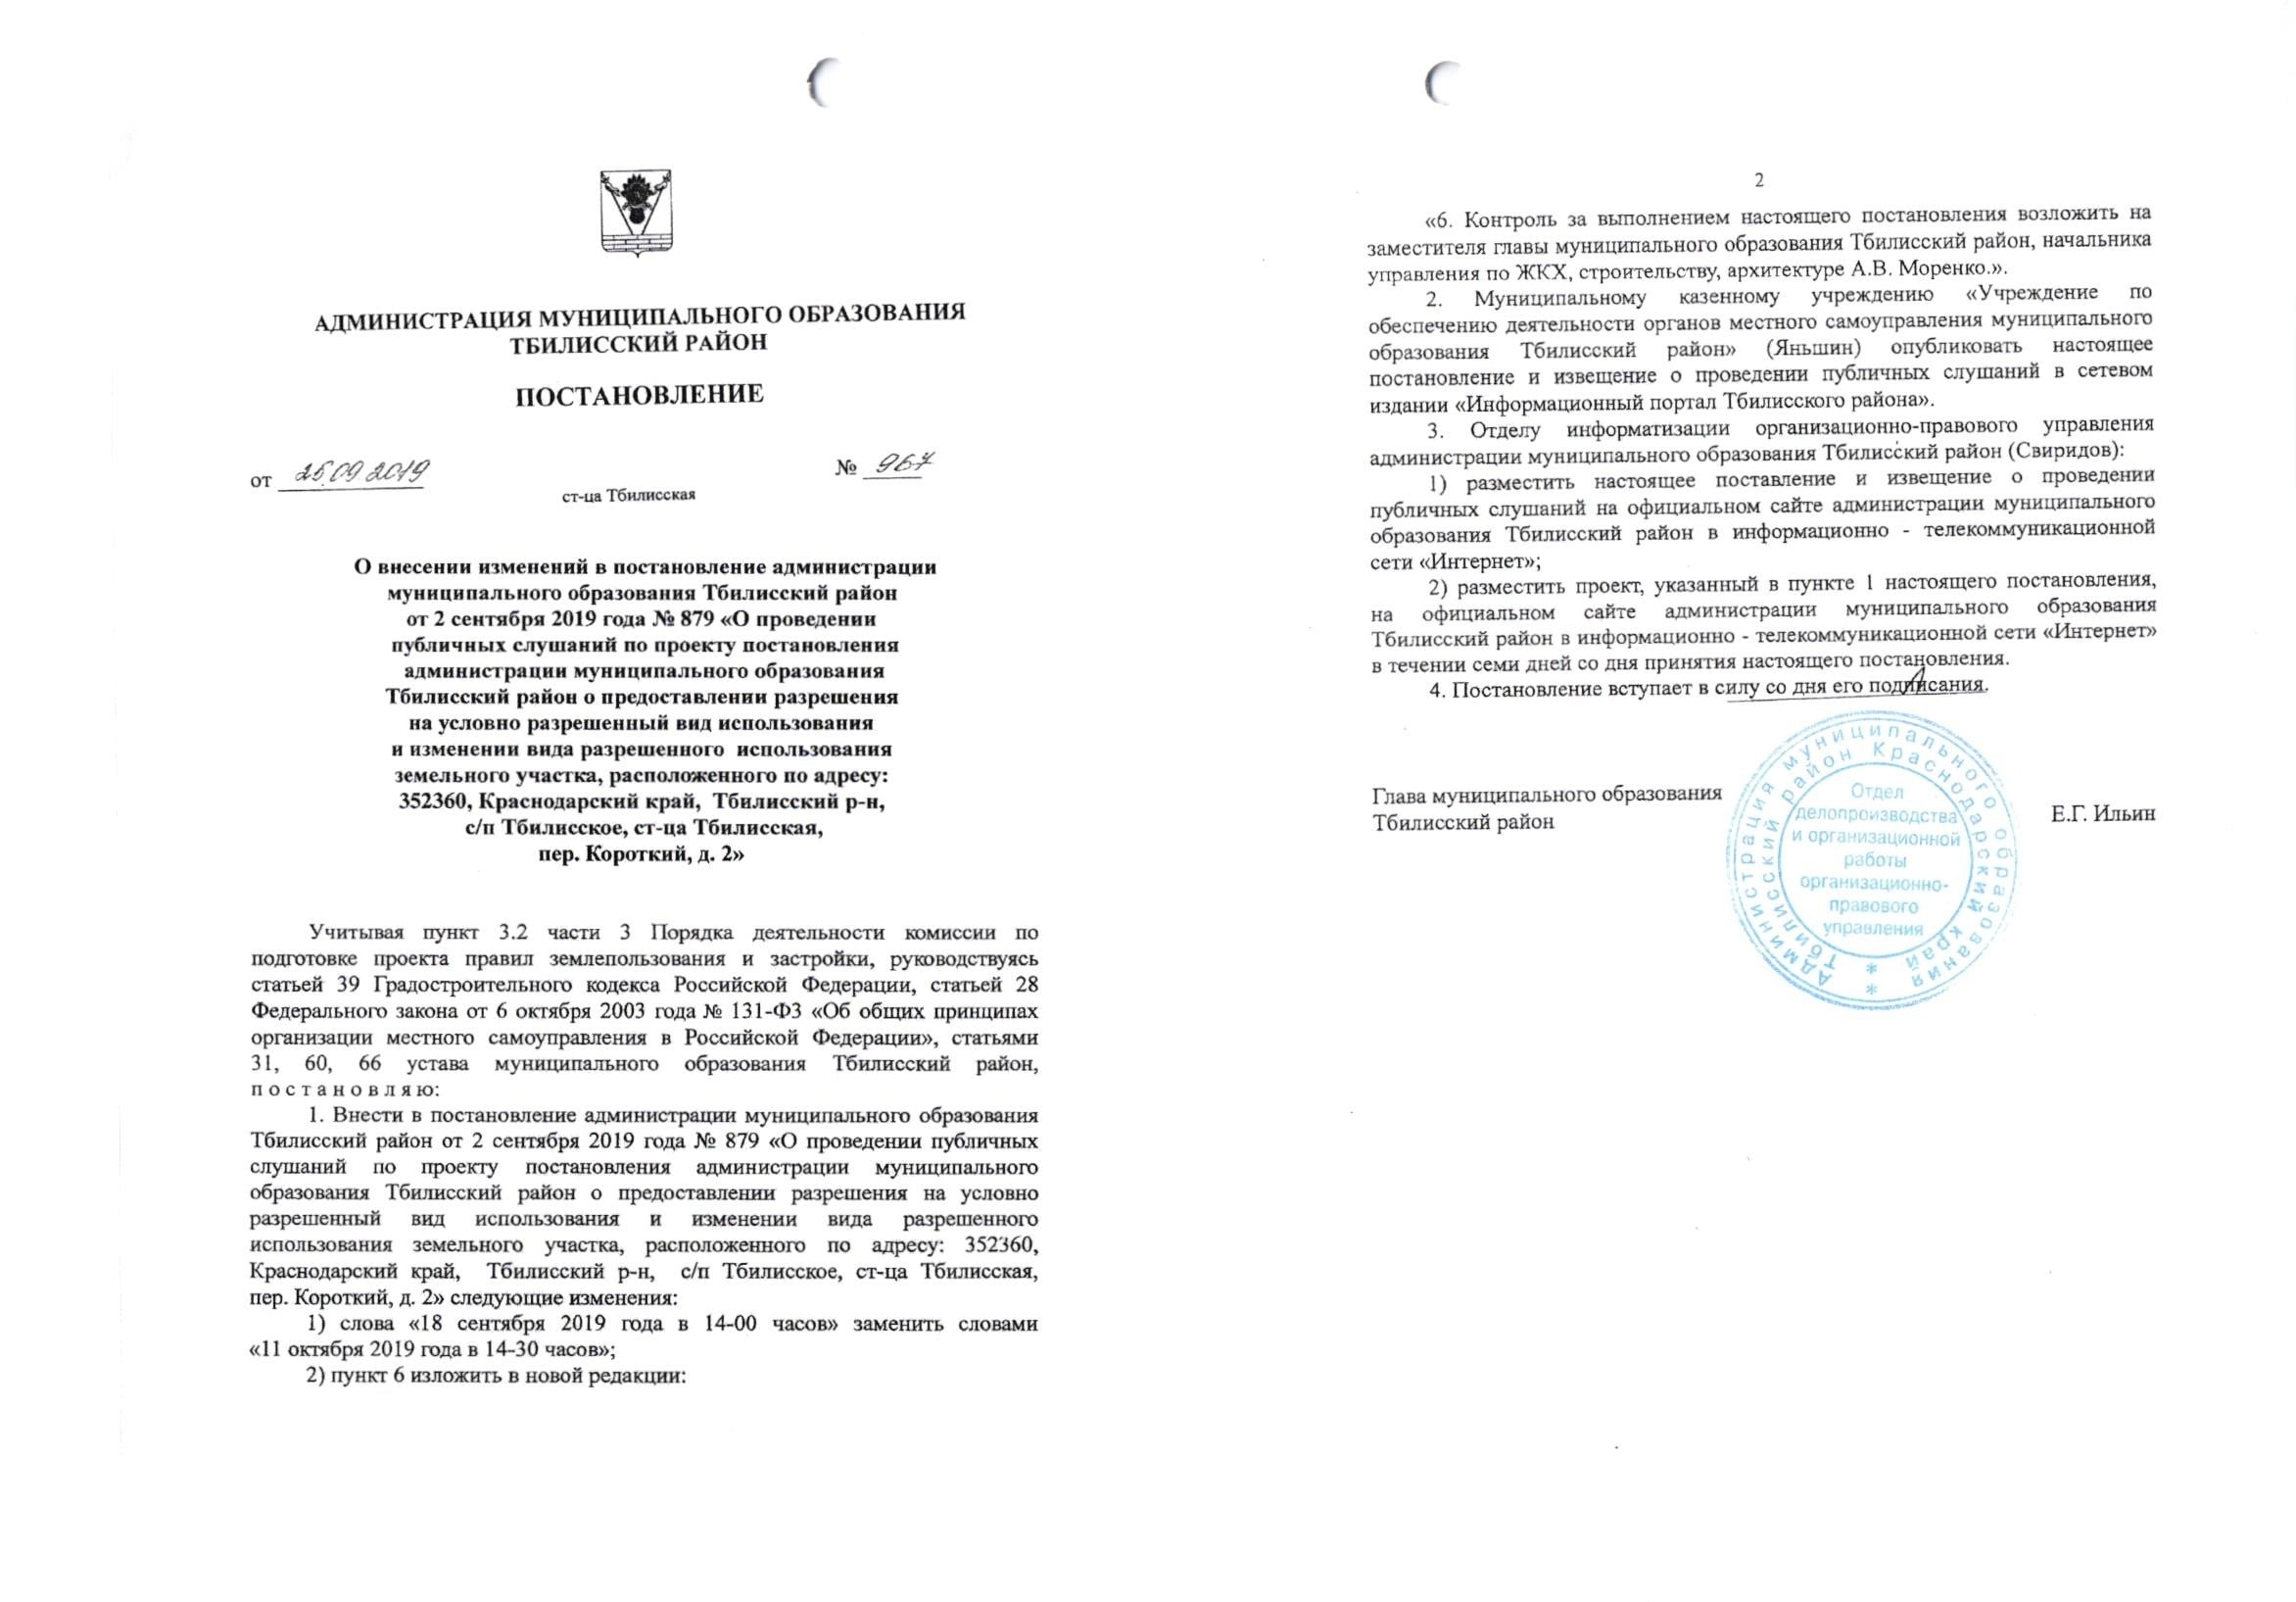 АДМИНИСТРАЦИЯ МУНИЦИПАЛЬНОГО ОБРАЗОВАНИЯ
ТБИЛИССКИЙ РАЙОН
ПОСТАНОВЛЕНИЕ
от 25.09.2019 № 967
ст-ца Тбилисская
О внесении изменений в постановление администрации
муниципального образования Тбилисский район
от 2 сентября 2019 года № 879 «О проведении
публичных слушаний по проекту постановления
администрации муниципального образования
Тбилисский район о предоставлении разрешения
на условно разрешенный вид использования
и изменении вида разрешенного использования
земельного участка, расположенного по адресу:
352360, Краснодарский край, Тбилисский р-н,
с/п Тбилисское, ст-ца Тбилисская,
пер. Короткий, д. 2»
Учитывая пункт 3.2 части 3 Порядка деятельности комиссии по
подготовке проекта правил землепользования и застройки, руководствуясь
статьей 39 Градостроительного кодекса Российской Федерации, статьей 28
Федерального закона от 6 октября 2003 года № 131-ФЗ «Об общих принципах
организации местного самоуправления в Российской Федерации», статьями
31, 60, 66 устава муниципального образования Тбилисский район,
п о с т а н о в л я ю:
1. Внести в постановление администрации муниципального образования
Тбилисский район от 2 сентября 2019 года № 879 «О проведении публичных
слушаний по проекту постановления администрации муниципального
образования Тбилисский район о предоставлении разрешения на условно
разрешенный вид использования и изменении вида разрешенного
использования земельного участка, расположенного по адресу: 352360,
Краснодарский край, Тбилисский р-н, с/п Тбилисское, ст-ца Тбилисская,
пер. Короткий, д. 2» следующие изменения:
1) слова «18 сентября 2019 года в 14-00 часов» заменить словами
«11 октября 2019 года в 14-30 часов»;
2) пункт 6 изложить в новой редакции:
2
«6. Контроль за выполнением настоящего постановления возложить на
заместителя главы муниципального образования Тбилисский район, начальника
управления по ЖКХ, строительству, архитектуре А.В. Моренко.».
2. Муниципальному казенному учреждению «Учреждение по
обеспечению деятельности органов местного самоуправления муниципального
образования Тбилисский район» (Яньшин) опубликовать настоящее
постановление и извещение о проведении публичных слушаний в сетевом
издании «Информационный портал Тбилисского района».
3. Отделу информатизации организационно-правового управления
администрации муниципального образования Тбилисский район (Свиридов):
1) разместить настоящее поставление и извещение о проведении
публичных слушаний на официальном сайте администрации муниципального
образования Тбилисский район в информационно - телекоммуникационной
сети «Интернет»;
2) разместить проект, указанный в пункте 1 настоящего постановления,
на официальном сайте администрации муниципального образования
Тбилисский район в информационно - телекоммуникационной сети «Интернет»
в течении семи дней со дня принятия настоящего постановления.
4. Постановление вступает в силу со дня его подписания.
Глава муниципального образования
Тбилисский район
Е.Г. Ильин
Администрация муниципального образования
Тбилисский район Краснодарский край
Отдел
делопроизводства
и организационной
работы
организационно-
правового
управления